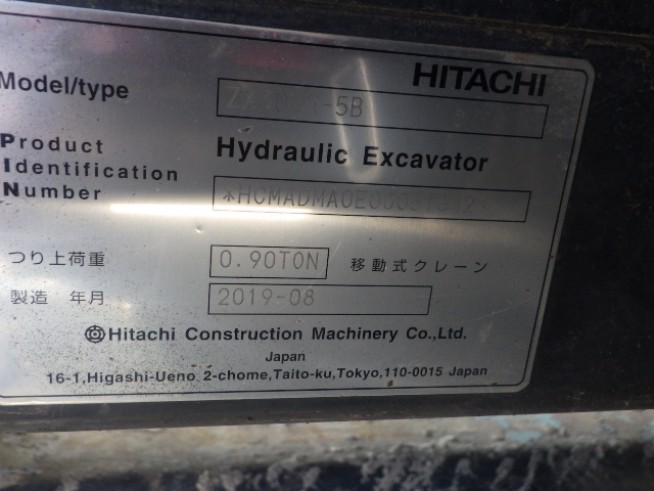 HITACHI
Model/type
Product Identification Number
Hydraulic Excavator
つり上荷重 0.90TON 移動式クレーン
製造 年月 2019-08
Hitachi Construction Machinery Co.,Ltd.
Japan
16-1,Higashi-Ueno 2-chome,Taito-ku,Tokyo,110-0015 Japan